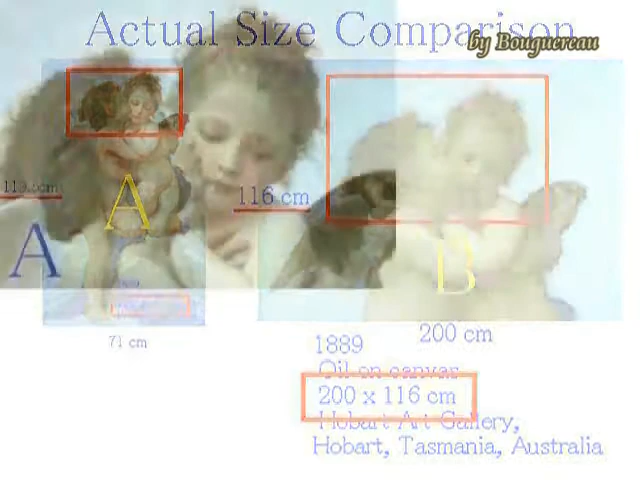 Actual Size Comparison
by Bouguereau
116 cm
A
A
B
71 cm
200 cm
1889
Oil on canvas
200 x 116 cm
Hobart Art Gallery,
Hobart, Tasmania, Australia